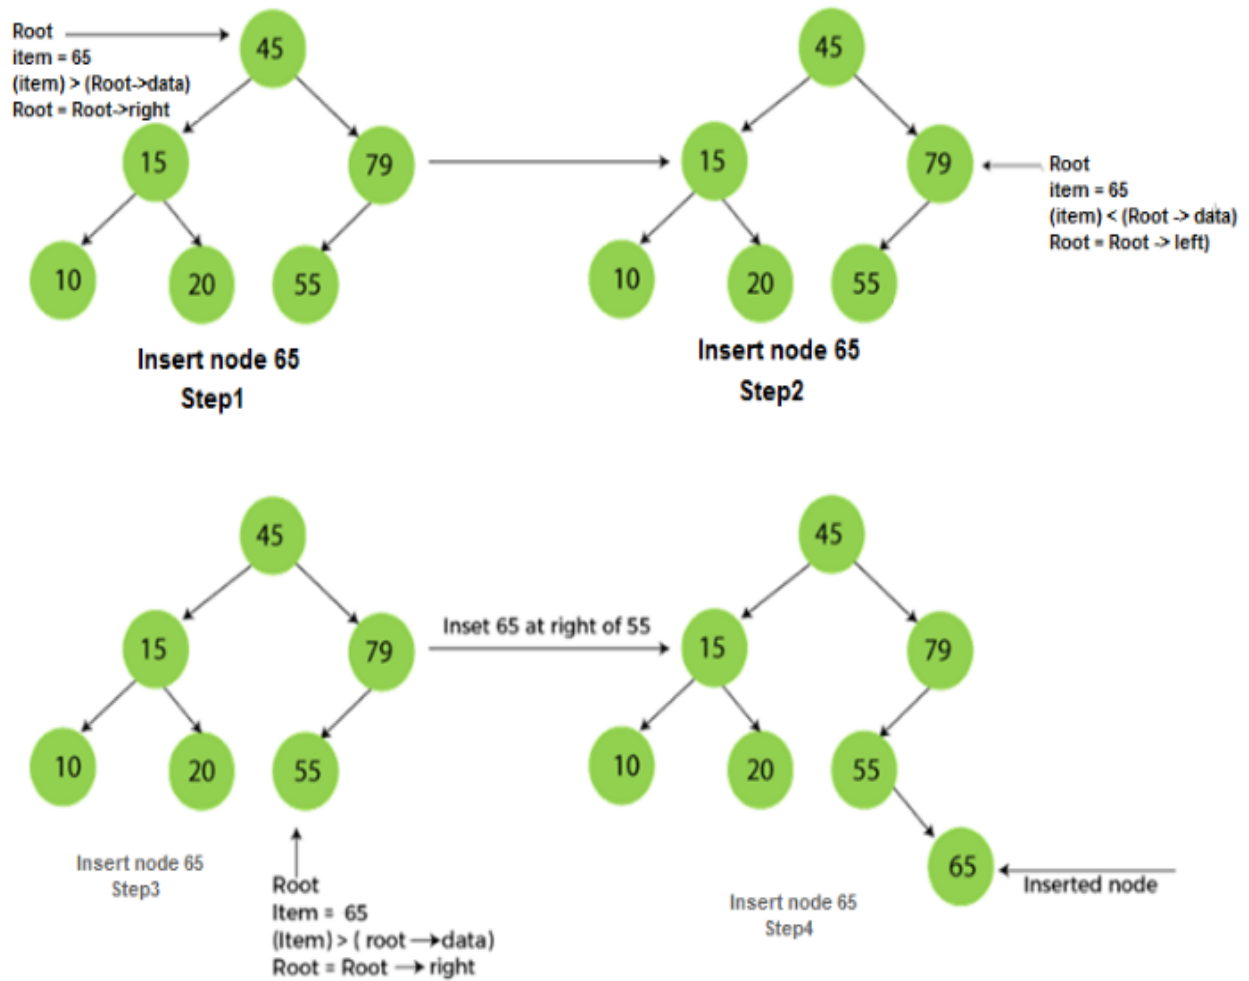 Root
item = 65
(item) > (Root->data)
Root = Root->right
45
15
79
10
20
55
Insert node 65
Step1
45
15
79
10
20
55
Root
item = 65
(item) < (Root -> data)
Root = Root -> left)
Insert node 65
Step2
45
15
79
10
20
55
Insert node 65
Step3
Root
Item = 65
(Item) > ( root →data)
Root = Root → right
Inset 65 at right of 55
45
15
79
10
20
55
65
Inserted node
Insert node 65
Step4